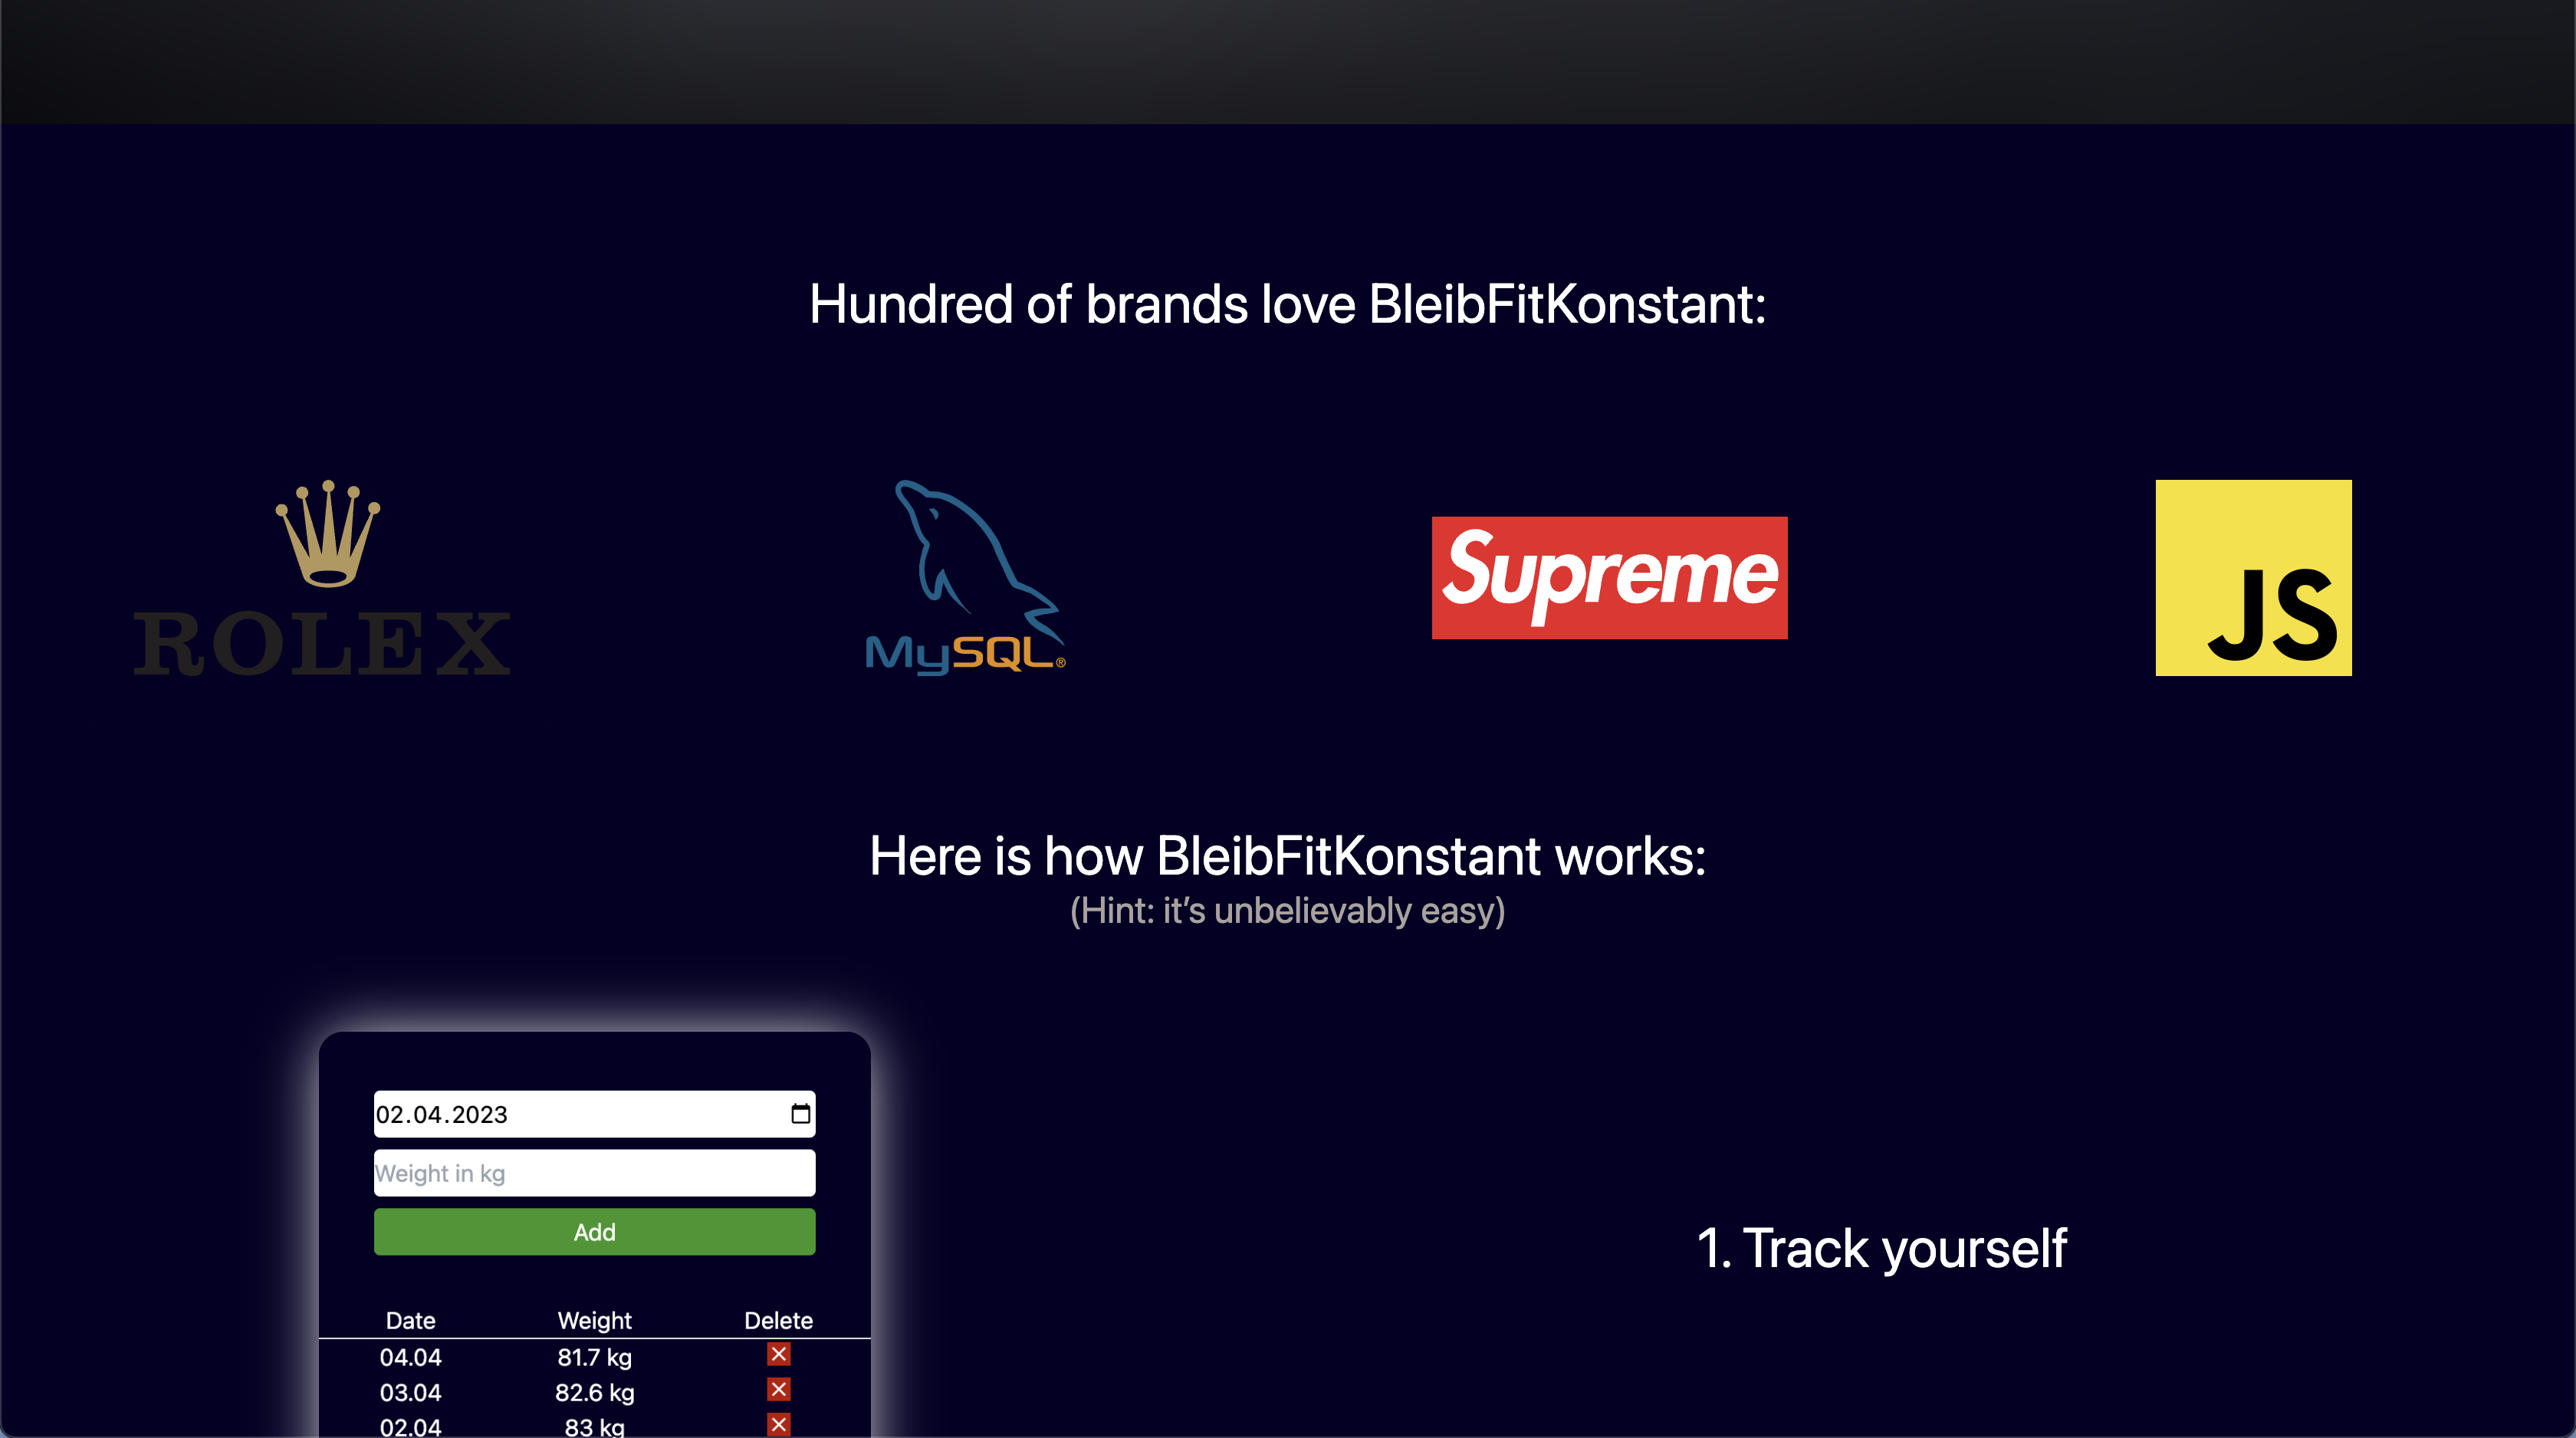 Hundred of brands love BleibFitKonstant:
ROLEX
MySQL®
Supreme
JS
Here is how BleibFitKonstant works:
(Hint: it’s unbelievably easy)
02.04.2023
Weight in kg
Add
1. Track yourself
Date Weight Delete
04.04 81.7 kg
03.04 82.6 kg
02.04 83 kg